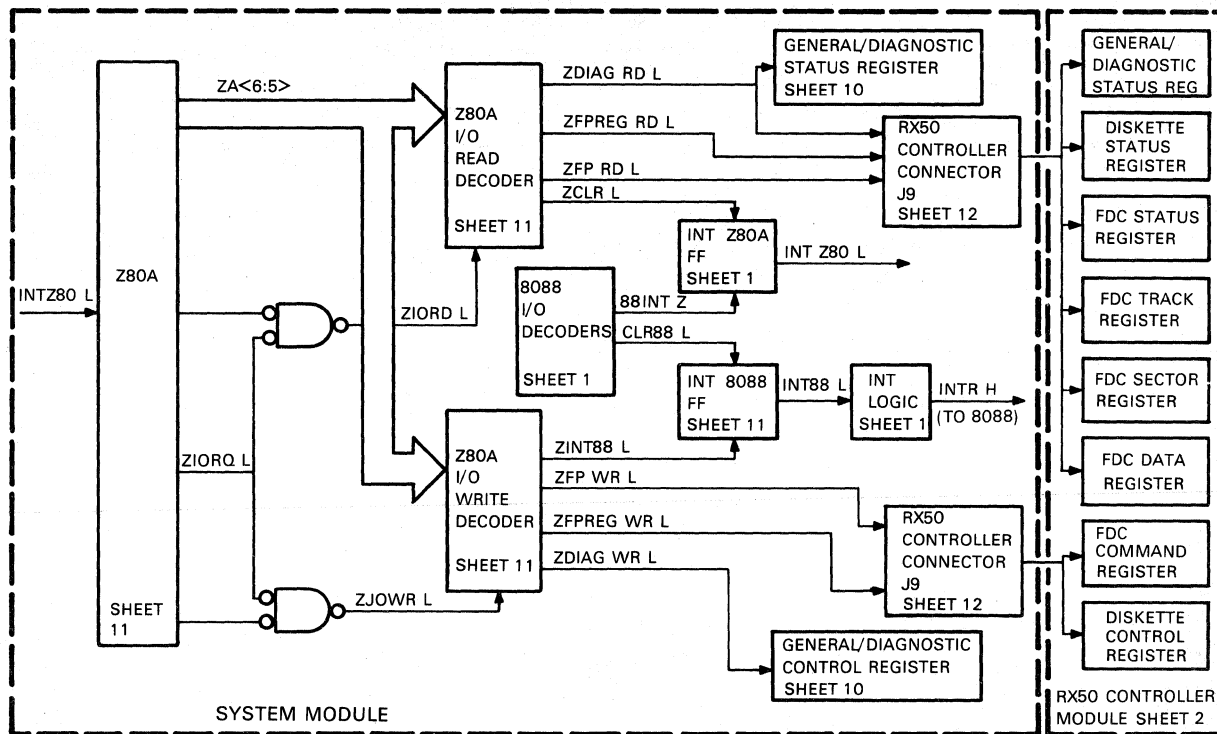 ZA<6:5>
INTZ80 L
Z80A
SHEET
11
ZIORQ L
ZIORD L
ZJOWR L
Z80A
I/O
READ
DECODER
SHEET 11
ZDIAG RD L
ZFPREG RD L
ZFP RD L
ZCLR L
GENERAL/DIAGNOSTIC
STATUS REGISTER
SHEET 10
RX50
CONTROLLER
CONNECTOR
J9
SHEET 12
INT Z80A
FF
SHEET 1
INT Z80 L
8088
I/O
DECODERS
SHEET 1
88INT Z
CLR88 L
INT 8088
FF
SHEET 11
INT88 L
INT
LOGIC
SHEET 1
INTR H
(TO 8088)
Z80A
I/O
WRITE
DECODER
SHEET 11
ZINT88 L
ZFP WR L
ZFPREG WR L
ZDIAG WR L
RX50
CONTROLLER
CONNECTOR
J9
SHEET 12
GENERAL/DIAGNOSTIC
CONTROL REGISTER
SHEET 10
SYSTEM MODULE
GENERAL/
DIAGNOSTIC
STATUS REG
DISKETTE
STATUS
REGISTER
FDC STATUS
REGISTER
FDC TRACK
REGISTER
FDC SECTOR
REGISTER
FDC DATA
REGISTER
FDC
COMMAND
REGISTER
DISKETTE
CONTROL
REGISTER
RX50 CONTROLLER
MODULE SHEET 2